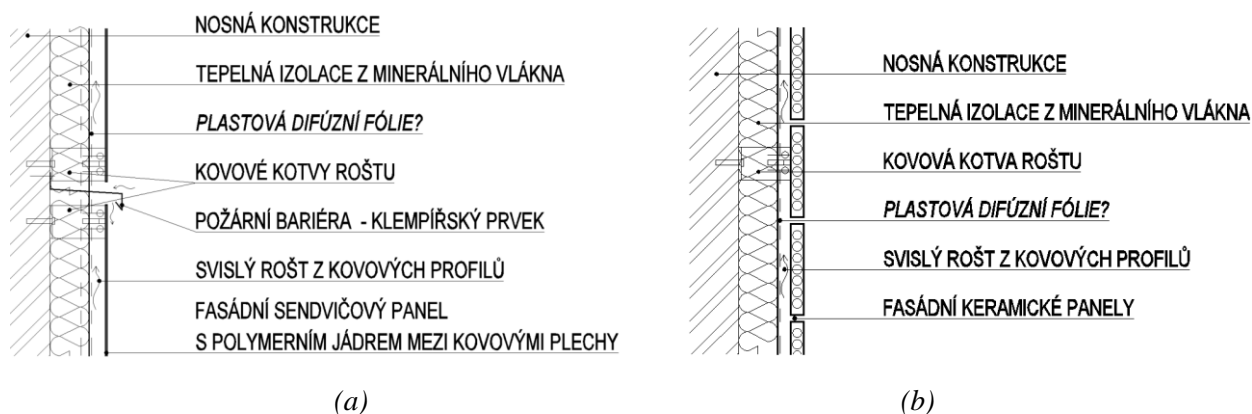 NOSNÁ KONSTRUKCE
TEPELNÁ IZOLACE Z MINERÁLNÍHO VLÁKNA
PLASTOVÁ DIFÚZNÍ FÓLIE?
KOVOVÉ KOTVY ROŠTU
POŽÁRNÍ BARIÉRA - KLEMPÍŘSKÝ PRVEK
SVISLÝ ROŠT Z KOVOVÝCH PROFILŮ
FASÁDNÍ SENDVIČOVÝ PANEL
S POLYMERNÍM JÁDREM MEZI KOVOVÝMI PLECHY
(a)
NOSNÁ KONSTRUKCE
TEPELNÁ IZOLACE Z MINERÁLNÍHO VLÁKNA
KOVOVÁ KOTVA ROŠTU
PLASTOVÁ DIFÚZNÍ FÓLIE?
SVISLÝ ROŠT Z KOVOVÝCH PROFILŮ
FASÁDNÍ KERAMICKÉ PANELY
(b)